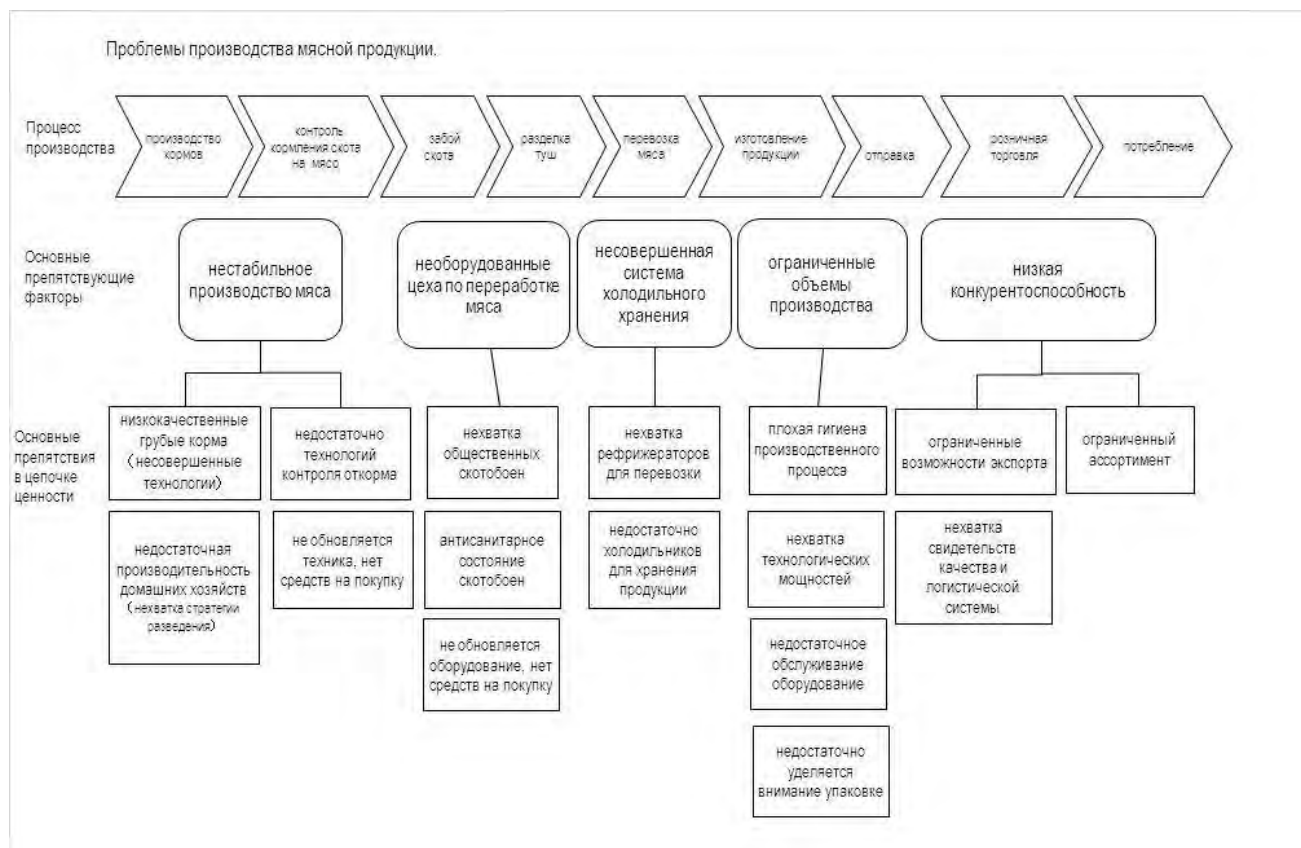 Проблемы производства мясной продукции.
Процесс
производства
производство
кормов
контроль
кормления скота
на мясо
забой
скота
разделка
туш
перевозка
мяса
изготовление
продукции
отправка
розничная
торговля
потребление
Основные
препятствующие
факторы
нестабильное
производство мяса
необорудованные
цеха по переработке
мяса
несовершенная
система
холодильного
хранения
ограниченные
объемы
производства
низкая
конкурентоспособность
Основные
препятствия
в цепочке
ценности
низкокачественные
грубые корма
(несовершенные
технологии)
недостаточно
технологий
контроля откорма
нехватка
общественных
скотобоен
нехватка
рефрижераторов
для перевозки
плохая гигиена
производственного
процесса
ограниченные
возможности экспорта
ограниченный
ассортимент
недостаточная
производительность
домашних хозяйств
(нехватка стратегии
разведения)
не обновляется
техника, нет
средств на покупку
антисанитарное
состояние
скотобоен
недостаточно
холодильников
для хранения
продукции
нехватка
технологических
мощностей
нехватка
свидетельств
качества и
логистической
системы
не обновляется
оборудование, нет
средств на покупку
недостаточное
обслуживание
оборудование
недостаточно
уделяется
внимание упаковке